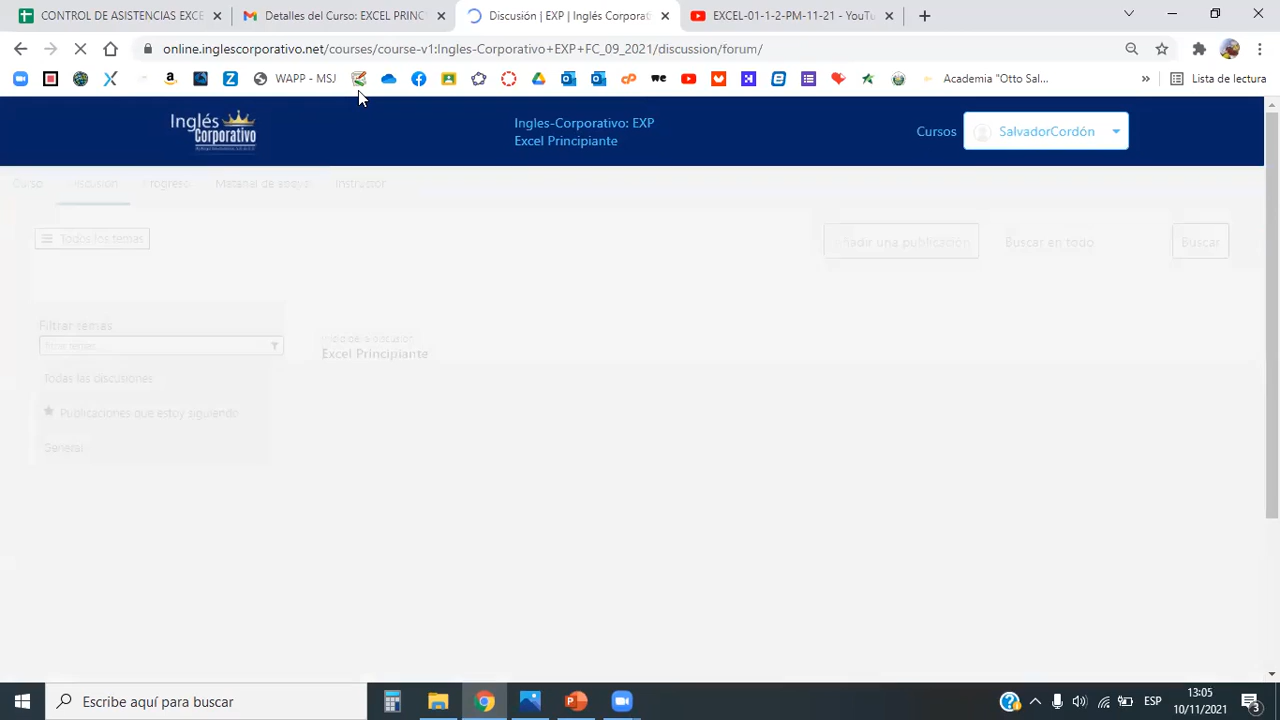 CONTROL DE ASISTENCIAS EXCE
Detalles del Curso: EXCEL PRINC
Discusión | EXP | Inglés Corporati
EXCEL-01-1-2-PM-11-21 - YouTu
online.inglescorporativo.net/courses/course-v1:Ingles-Corporativo+EXP+FC_09_2021/discussion/forum/
WAPP - MSJ
Academia "Otto Sal...
Lista de lectura
Inglés
Corporativo
Ingles-Corporativo: EXP
Excel Principiante
Cursos
SalvadorCordón
Curso
Discusión
Progreso
Instructor
Todos los temas
Añadir una publicación
Buscar en todo
Buscar
Filtrar temas
Excel Principiante
Todas las discusiones
Publicaciones que estoy siguiendo
General
Escribe aquí para buscar
ESP
13:05
10/11/2021
3